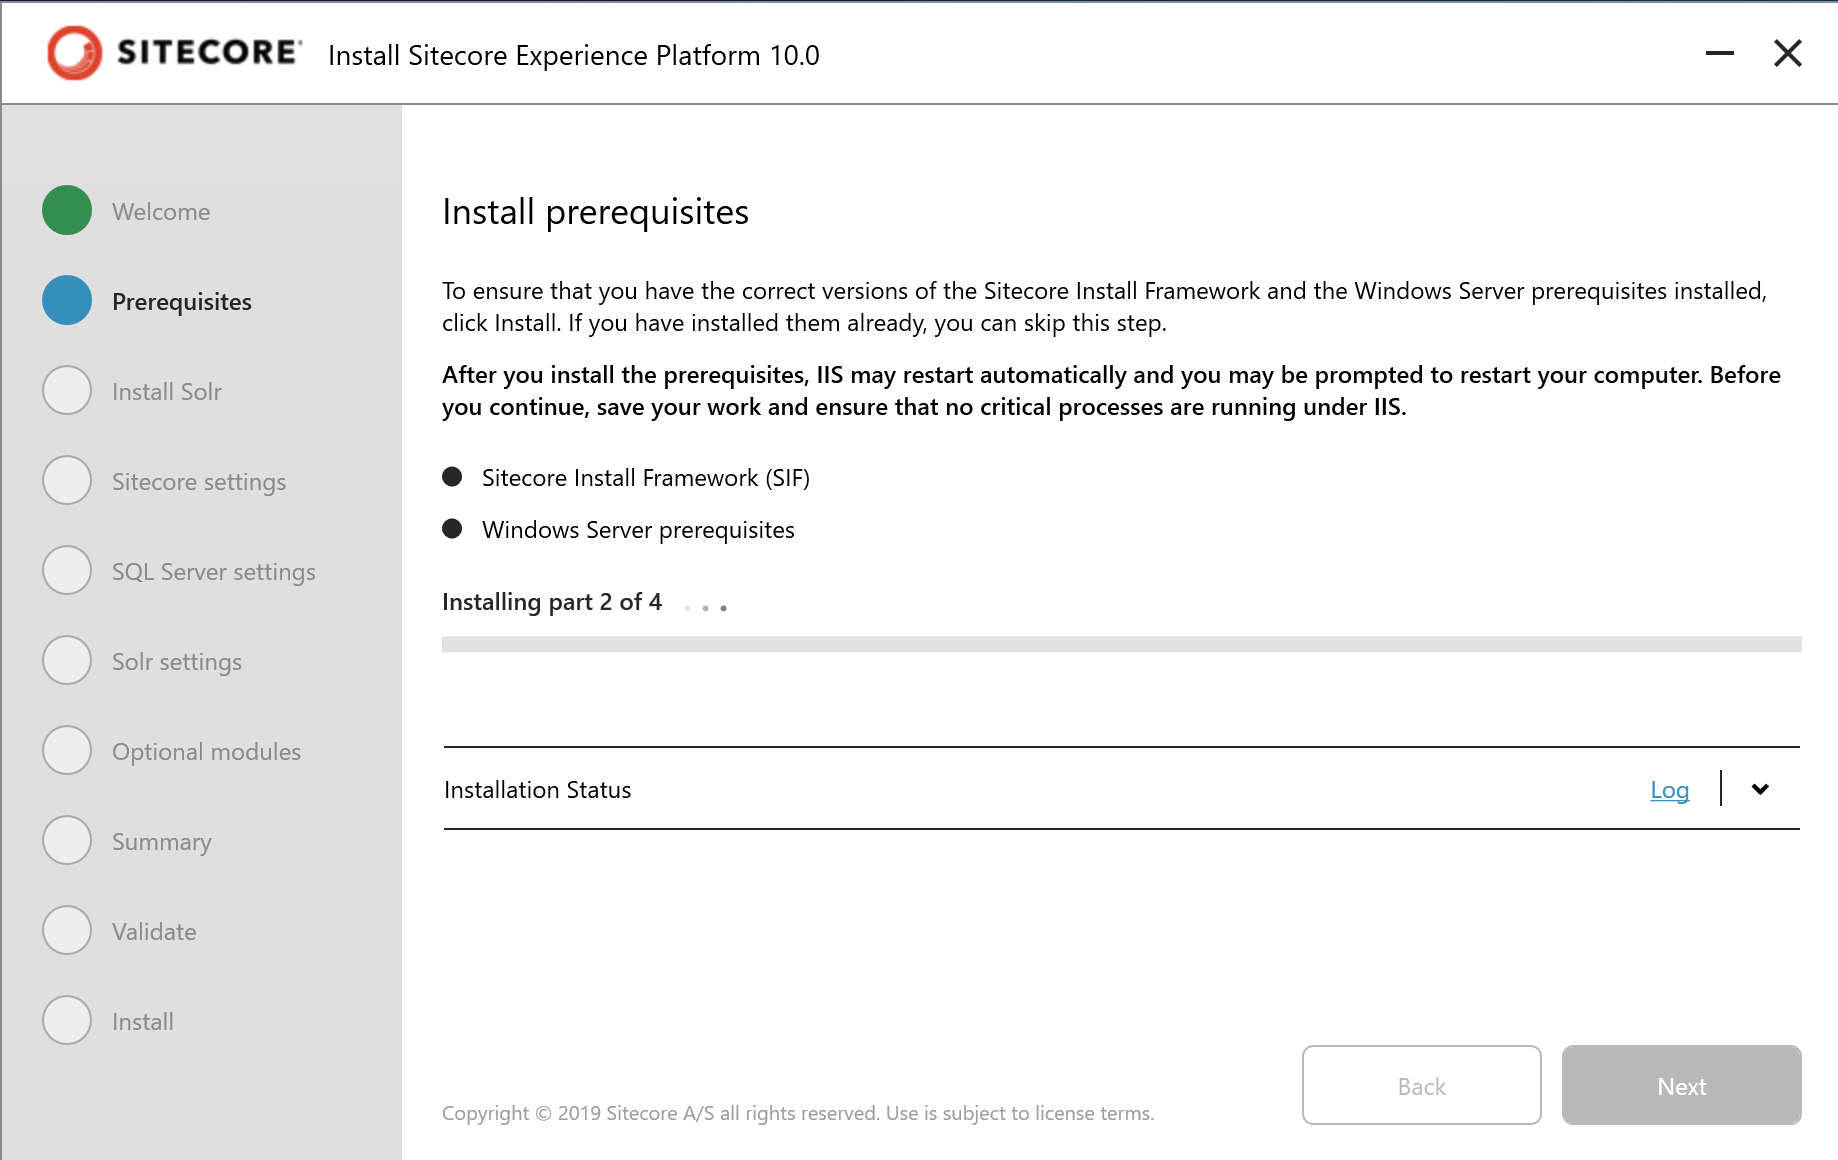 SITECORE
Install Sitecore Experience Platform 10.0
Welcome
Prerequisites
Install Solr
Sitecore settings
SQL Server settings
Solr settings
Optional modules
Summary
Validate
Install
Install prerequisites
To ensure that you have the correct versions of the Sitecore Install Framework and the Windows Server prerequisites installed,
click Install. If you have installed them already, you can skip this step.
After you install the prerequisites, IIS may restart automatically and you may be prompted to restart your computer. Before
you continue, save your work and ensure that no critical processes are running under IIS.
Sitecore Install Framework (SIF)
Windows Server prerequisites
Installing part 2 of 4 . . .
Installation Status
Log
Back
Next
Copyright © 2019 Sitecore A/S all rights reserved. Use is subject to license terms.